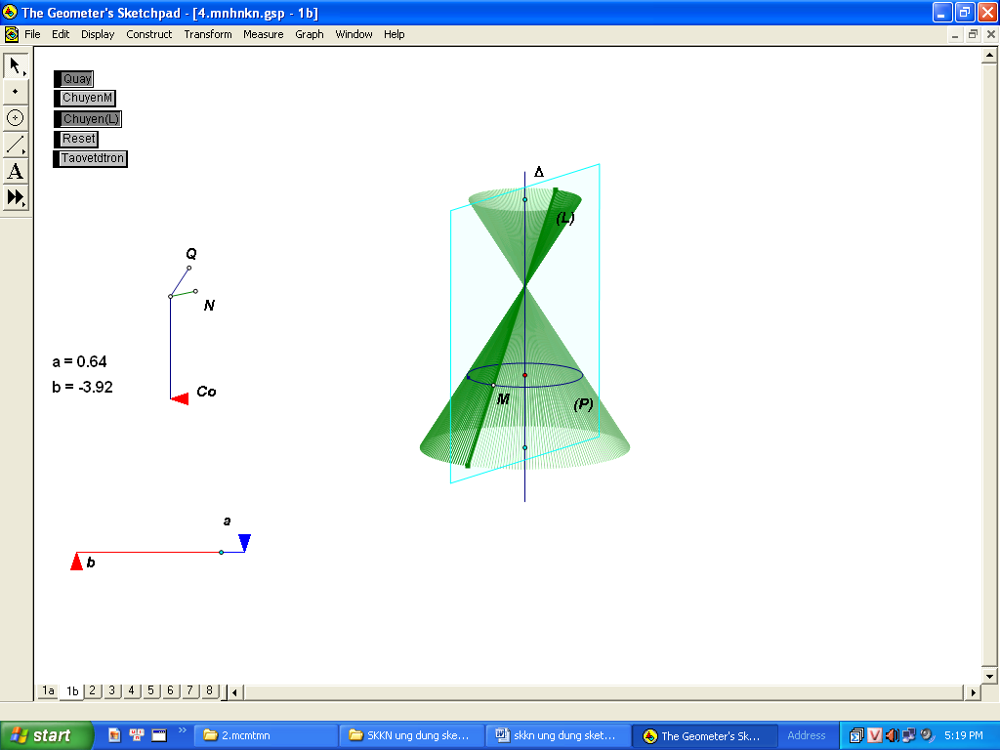 The Geometer's Sketchpad - [4.mnhnkn.gsp - 1b]
File Edit Display Construct Transform Measure Graph Window Help
Quay
ChuyenM
Chuyen(L)
Reset
Taovetdtron
A
Δ
(L)
Q
N
a = 0.64
b = -3.92
Co
M
(P)
a
b
1a 1b 2 3 4 5 6 7 8
start 2.mcmtmn SKKN ung dung ske... skkn ung dung sket... The Geometer's Sk... Address 5:19 PM